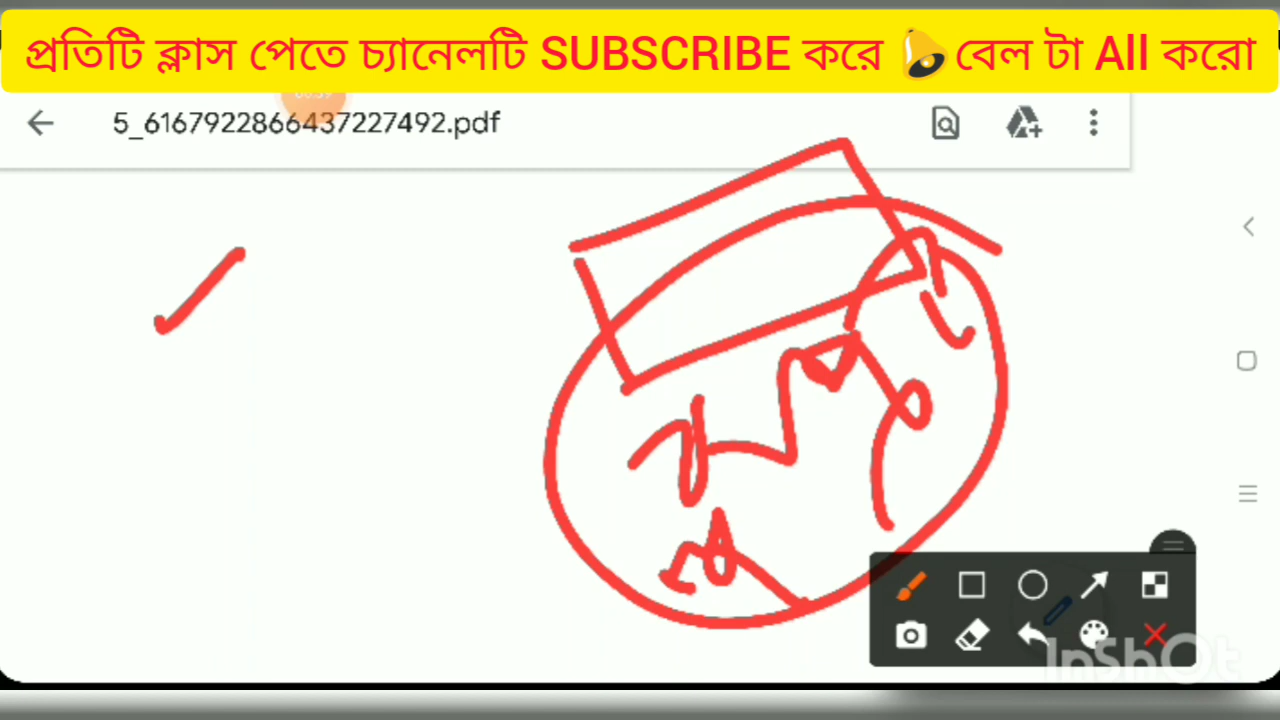 প্রতিটি ক্লাস পেতে চ্যানেলটি SUBSCRIBE করে 🔔 বেল টা All করো
5_6167922866437227492.pdf
InShOt